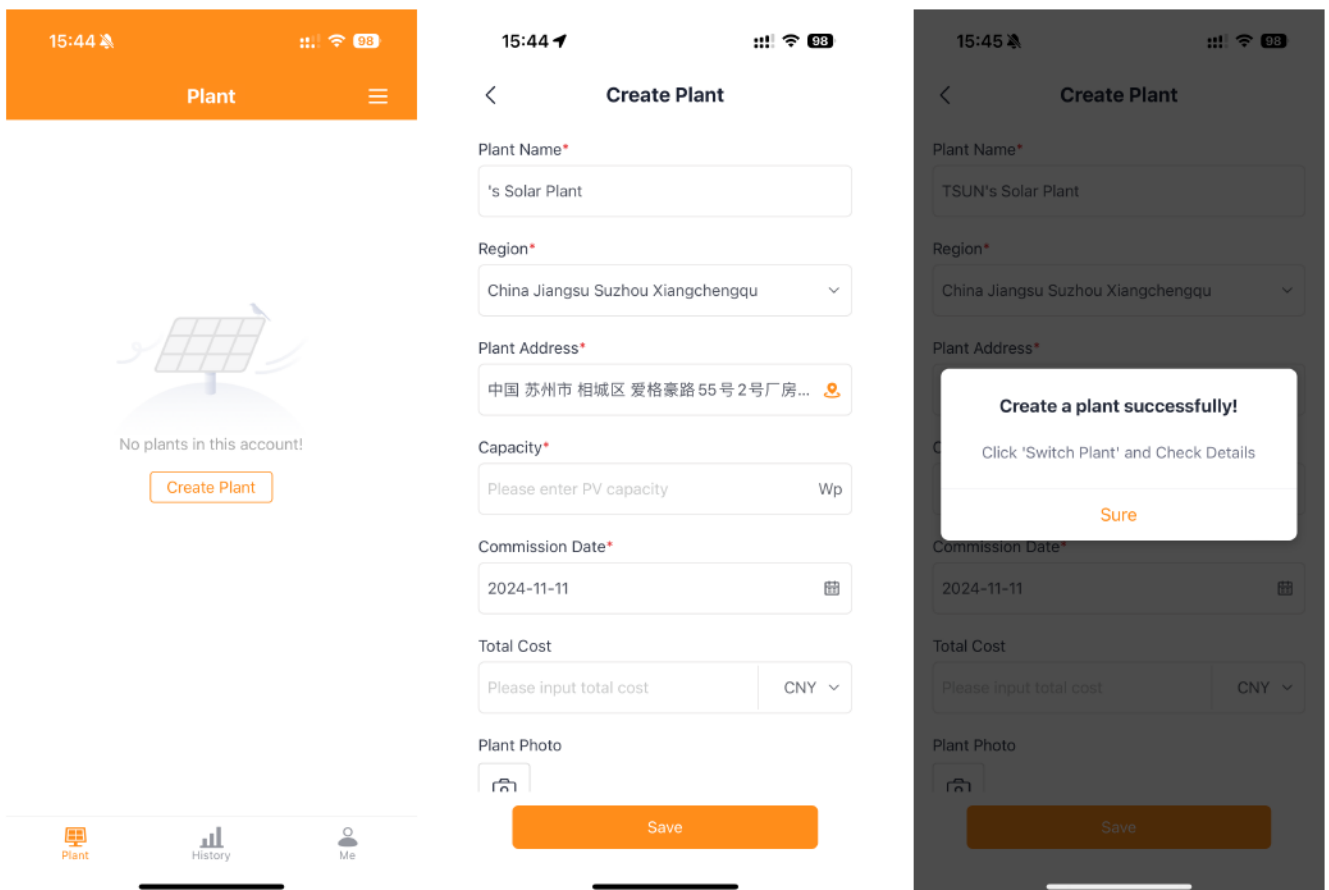 15:44
98
Plant
No plants in this account!
Create Plant
Plant
History
Me
15:44
98
Create Plant
Plant Name*
's Solar Plant
Region*
China Jiangsu Suzhou Xiangchengqu
Plant Address*
中国 苏州市 相城区 爱格豪路55号2号厂房...
Capacity*
Please enter PV capacity
Wp
Commission Date*
2024-11-11
Total Cost
Please input total cost
CNY
Plant Photo
Save
15:45
98
Create Plant
Plant Name*
TSUN's Solar Plant
Region*
China Jiangsu Suzhou Xiangchengqu
Plant Address*
Create a plant successfully!
Click 'Switch Plant' and Check Details
Sure
Commission Date*
2024-11-11
Total Cost
Please input total cost
CNY
Plant Photo
Save